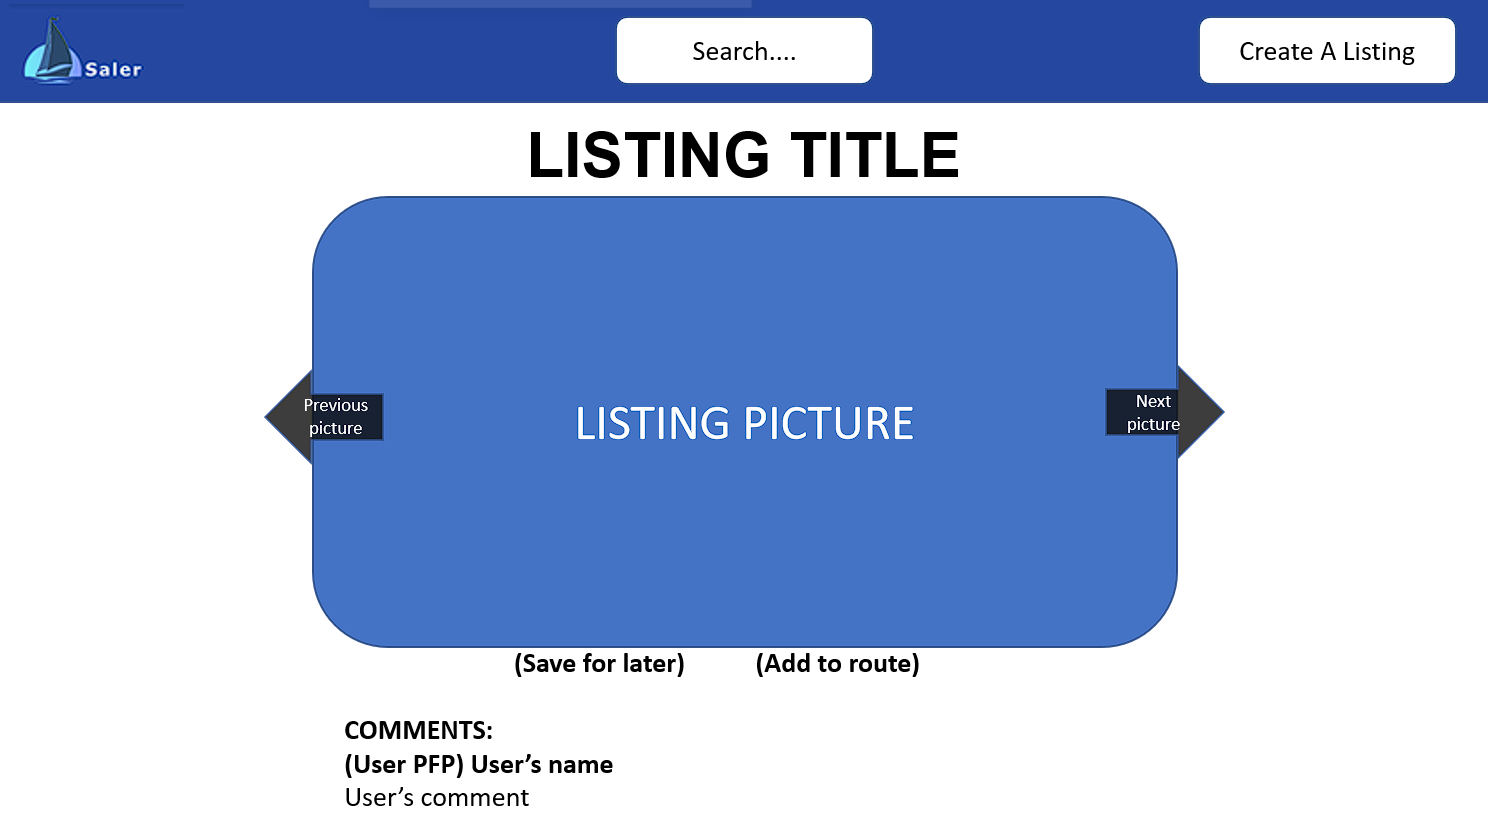 Saler
Search....
Create A Listing
LISTING TITLE
Previous
picture
LISTING PICTURE
Next
picture
(Save for later)
(Add to route)
COMMENTS:
(User PFP) User’s name
User’s comment